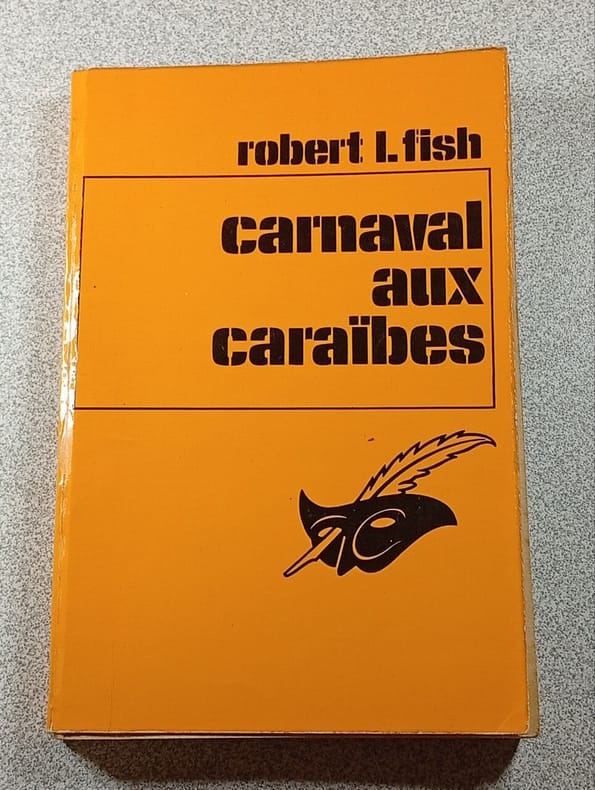 robert l. fish
carnaval
aux
caraïbes